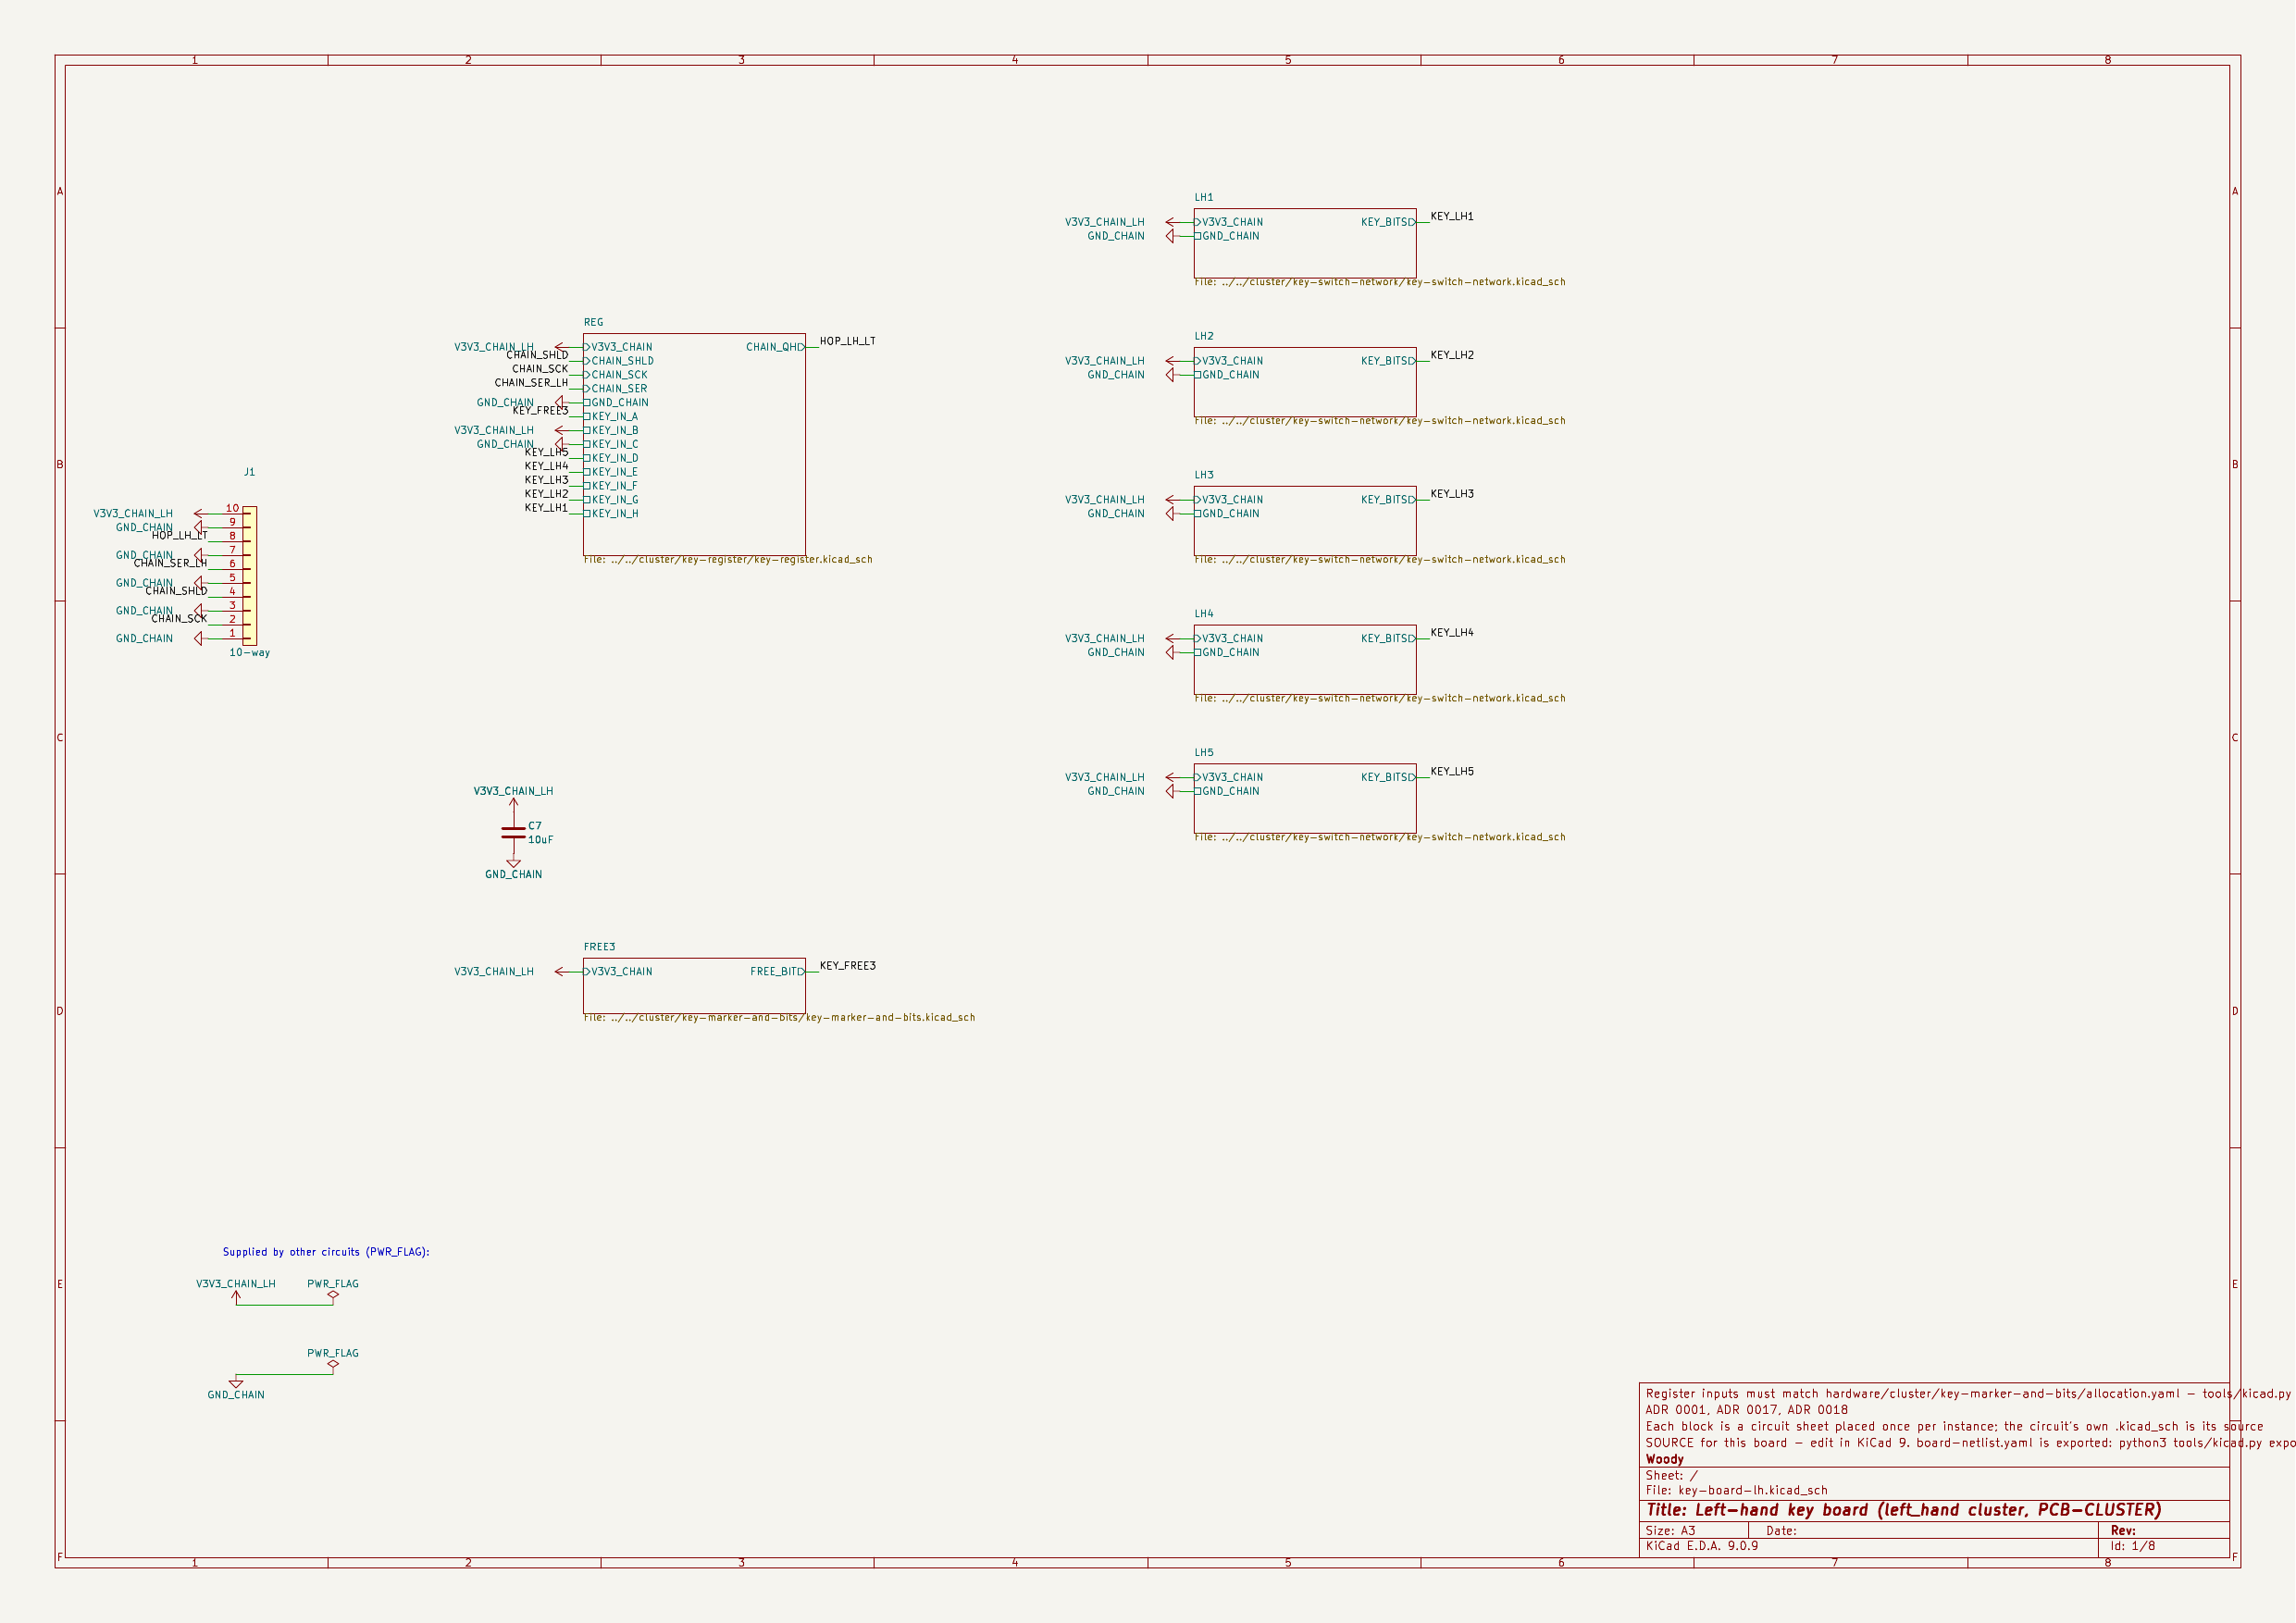 1 2 3 4 5 6 7 8
A A
B B
C C
D D
E E
F F
LH1
V3V3_CHAIN_LH V3V3_CHAIN KEY_BITS KEY_LH1
GND_CHAIN GND_CHAIN
File: ../../cluster/key-switch-network/key-switch-network.kicad_sch
REG
V3V3_CHAIN_LH V3V3_CHAIN CHAIN_QH HOP_LH_LT
CHAIN_SHLD CHAIN_SHLD
CHAIN_SCK CHAIN_SCK
CHAIN_SER_LH CHAIN_SER
GND_CHAIN GND_CHAIN
KEY_FREE3 KEY_IN_A
V3V3_CHAIN_LH KEY_IN_B
GND_CHAIN KEY_IN_C
KEY_LH5 KEY_IN_D
KEY_LH4 KEY_IN_E
KEY_LH3 KEY_IN_F
KEY_LH2 KEY_IN_G
KEY_LH1 KEY_IN_H
File: ../../cluster/key-register/key-register.kicad_sch
LH2
V3V3_CHAIN_LH V3V3_CHAIN KEY_BITS KEY_LH2
GND_CHAIN GND_CHAIN
File: ../../cluster/key-switch-network/key-switch-network.kicad_sch
J1
V3V3_CHAIN_LH 10
GND_CHAIN 9
HOP_LH_LT 8
GND_CHAIN 7
CHAIN_SER_LH 6
GND_CHAIN 5
CHAIN_SHLD 4
GND_CHAIN 3
CHAIN_SCK 2
GND_CHAIN 1
10-way
LH3
V3V3_CHAIN_LH V3V3_CHAIN KEY_BITS KEY_LH3
GND_CHAIN GND_CHAIN
File: ../../cluster/key-switch-network/key-switch-network.kicad_sch
LH4
V3V3_CHAIN_LH V3V3_CHAIN KEY_BITS KEY_LH4
GND_CHAIN GND_CHAIN
File: ../../cluster/key-switch-network/key-switch-network.kicad_sch
LH5
V3V3_CHAIN_LH V3V3_CHAIN KEY_BITS KEY_LH5
GND_CHAIN GND_CHAIN
File: ../../cluster/key-switch-network/key-switch-network.kicad_sch
V3V3_CHAIN_LH
C7
10uF
GND_CHAIN
FREE3
V3V3_CHAIN_LH V3V3_CHAIN FREE_BIT KEY_FREE3
File: ../../cluster/key-marker-and-bits/key-marker-and-bits.kicad_sch
Supplied by other circuits (PWR_FLAG):
V3V3_CHAIN_LH PWR_FLAG
PWR_FLAG
GND_CHAIN
Register inputs must match hardware/cluster/key-marker-and-bits/allocation.yaml - tools/kicad.py
ADR 0001, ADR 0017, ADR 0018
Each block is a circuit sheet placed once per instance; the circuit's own .kicad_sch is its source
SOURCE for this board - edit in KiCad 9. board-netlist.yaml is exported: python3 tools/kicad.py expo
Woody
Sheet: /
File: key-board-lh.kicad_sch
Title: Left-hand key board (left_hand cluster, PCB-CLUSTER)
Size: A3 Date: Rev:
KiCad E.D.A. 9.0.9 Id: 1/8
1 2 3 4 5 6 7 8